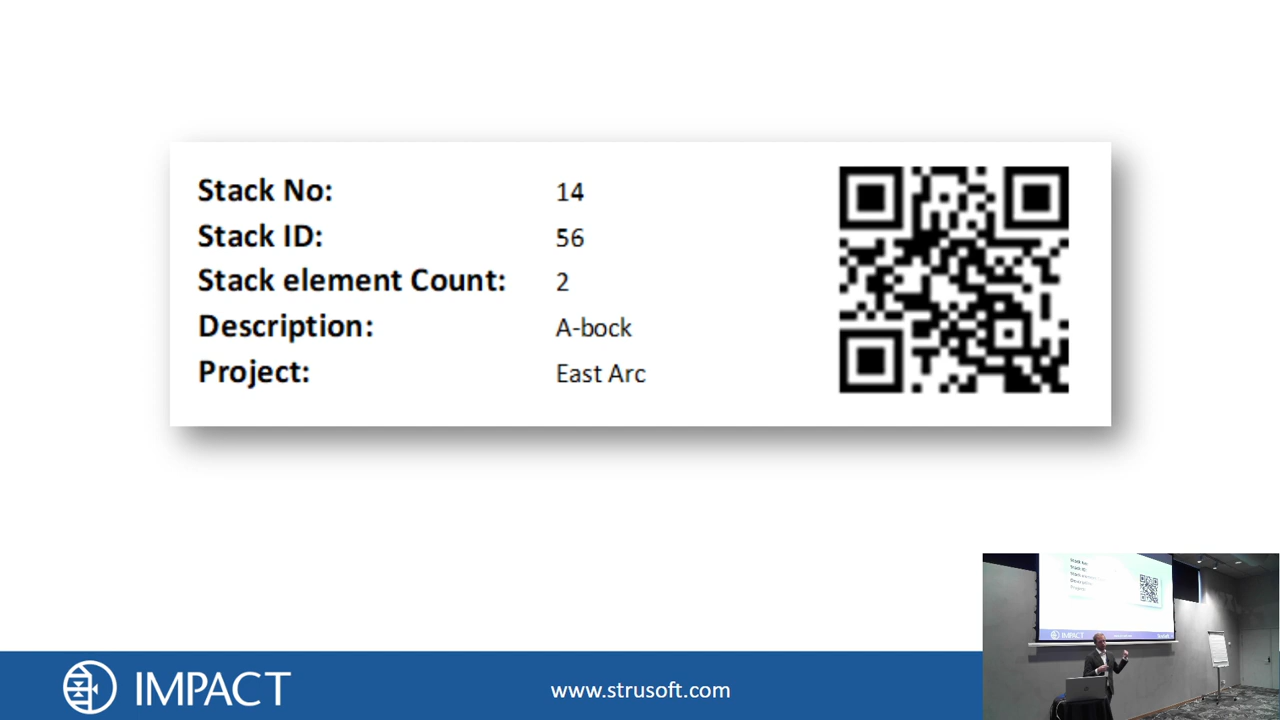 Stack No: 14
Stack ID: 56
Stack element Count: 2
Description: A-bock
Project: East Arc
IMPACT
www.strusoft.com
IMPACT